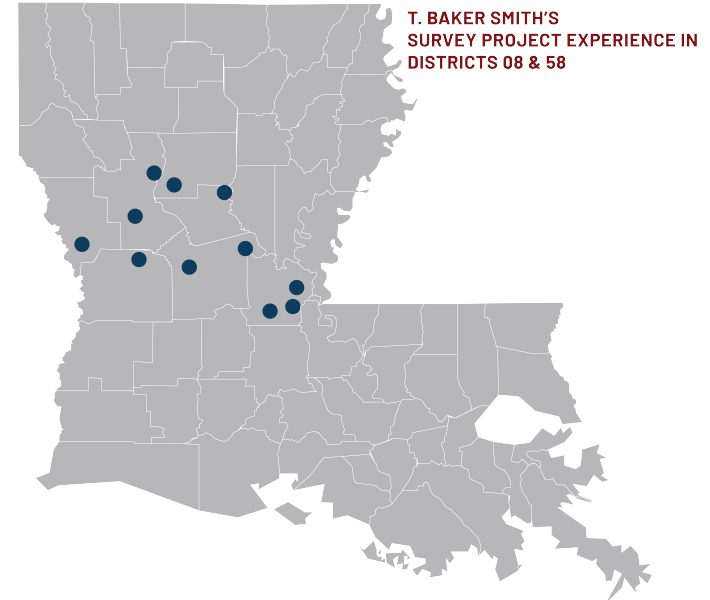 T. BAKER SMITH'S
SURVEY PROJECT EXPERIENCE IN
DISTRICTS 08 & 58